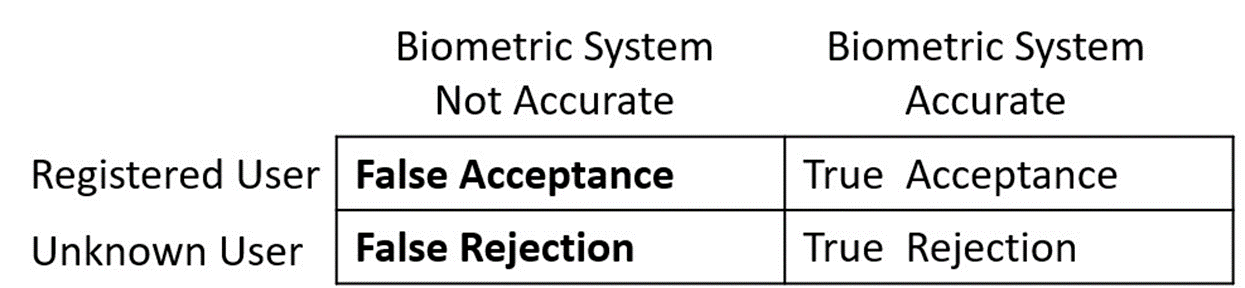 Biometric System Biometric System
Not Accurate Accurate
Registered User False Acceptance True Acceptance
Unknown User False Rejection True Rejection